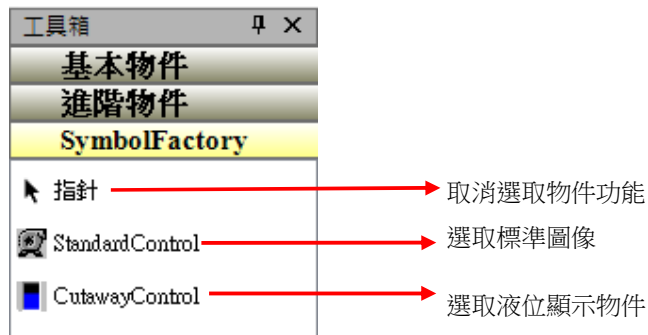 工具箱
基本物件
進階物件
SymbolFactory
指針
取消選取物件功能
StandardControl
選取標準圖像
CutawayControl
選取液位顯示物件